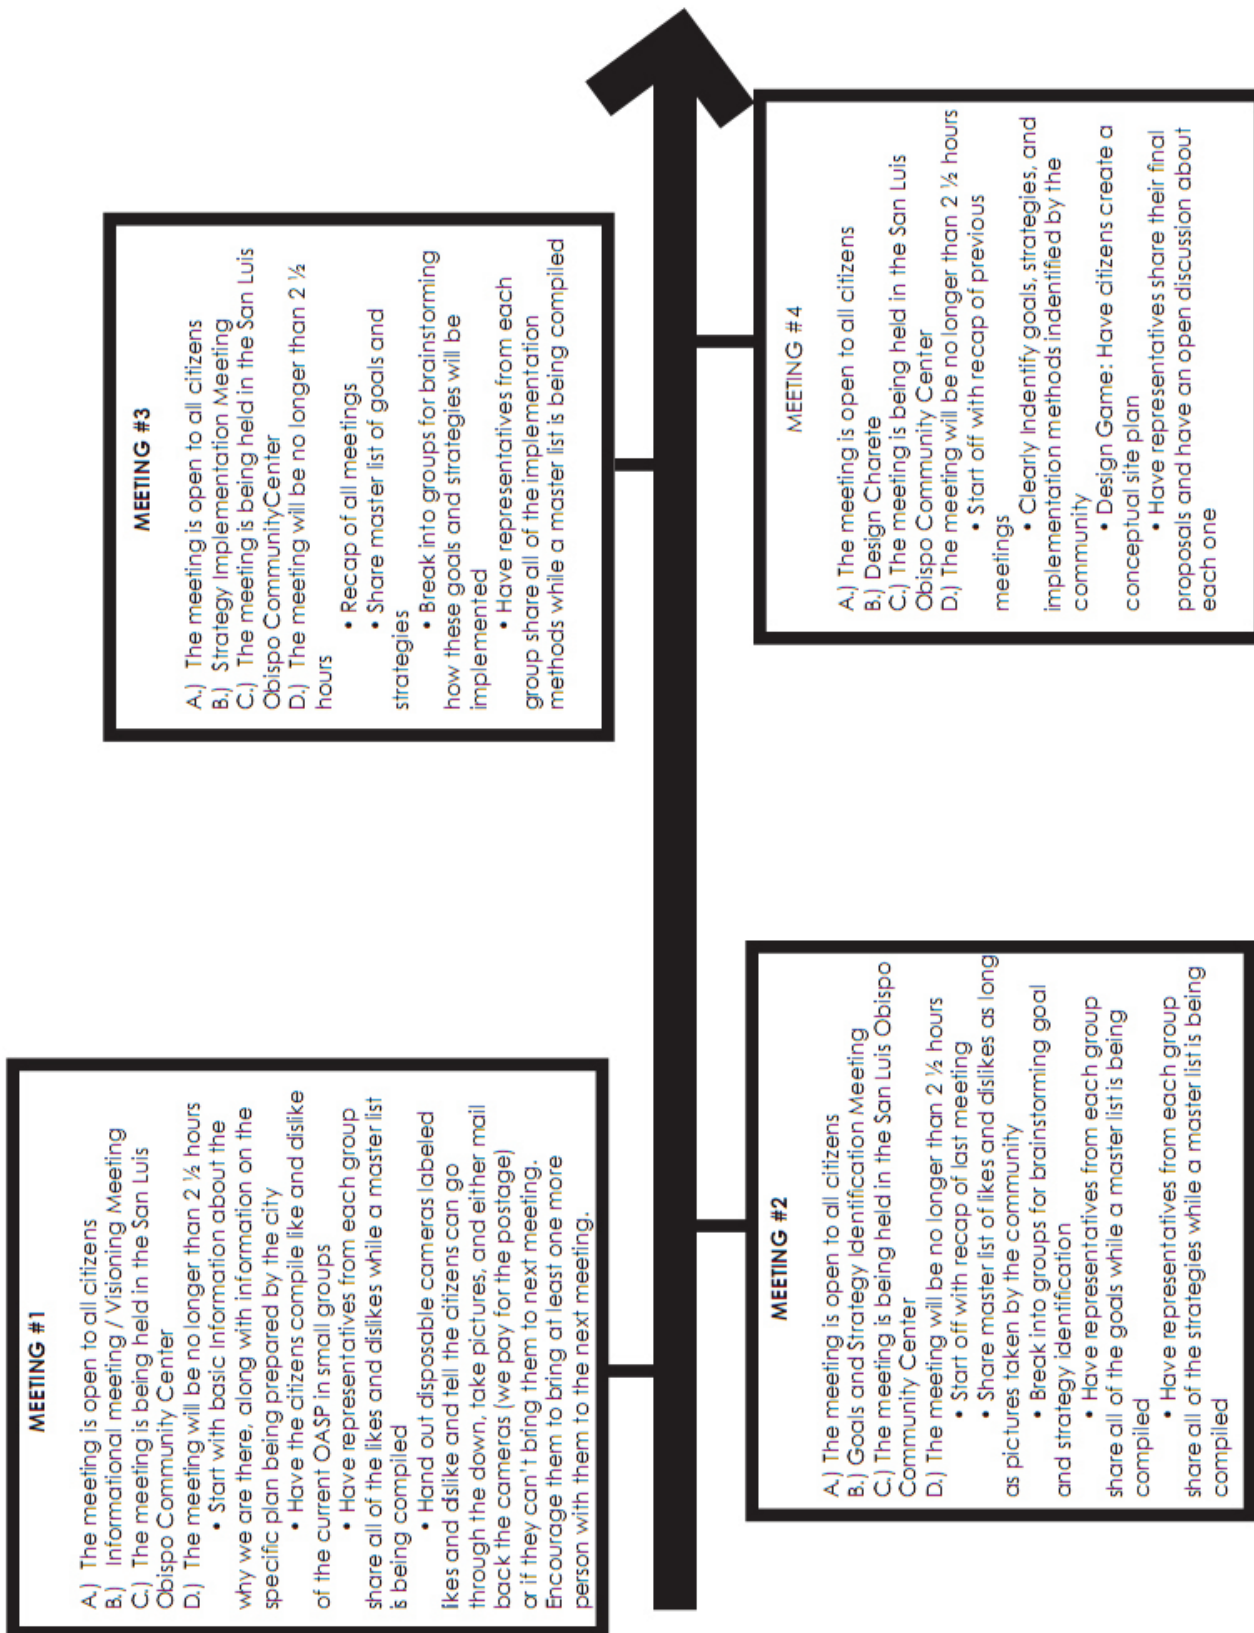 MEETING #1
A.) The meeting is open to all citizens
B.) Informational meeting / Visioning Meeting
C.) The meeting is being held in the San Luis
Obispo Community Center
D.) The meeting will be no longer than 2 ½ hours
• Start with basic Information about the
why we are there, along with information on the
specific plan being prepared by the city
• Have the citizens compile like and dislike
of the current OASP in small groups
• Have representatives from each group
share all of the likes and dislikes while a master list
is being compiled
• Hand out disposable cameras labeled
likes and dislike and tell the citizens can go
through the down, take pictures, and either mail
back the cameras (we pay for the postage)
or if they can't bring them to next meeting.
Encourage them to bring at least one more
person with them to the next meeting.
MEETING #2
A.) The meeting is open to all citizens
B.) Goals and Strategy Identification Meeting
C.) The meeting is being held in the San Luis Obispo
Community Center
D.) The meeting will be no longer than 2 ½ hours
• Start off with recap of last meeting
• Share master list of likes and dislikes as long
as pictures taken by the community
• Break into groups for brainstorming goal
and strategy identification
• Have representatives from each group
share all of the goals while a master list is being
compiled
• Have representatives from each group
share all of the strategies while a master list is being
compiled
MEETING #3
A.) The meeting is open to all citizens
B.) Strategy Implementation Meeting
C.) The meeting is being held in the San Luis
Obispo CommunityCenter
D.) The meeting will be no longer than 2 ½
hours
• Recap of all meetings
• Share master list of goals and
strategies
• Break into groups for brainstorming
how these goals and strategies will be
implemented
• Have representatives from each
group share all of the implementation
methods while a master list is being compiled
MEETING #4
A.) The meeting is open to all citizens
B.) Design Charete
C.) The meeting is being held in the San Luis
Obispo Community Center
D.) The meeting will be no longer than 2 ½ hours
• Start off with recap of previous
meetings
• Clearly Indentify goals, strategies, and
implementation methods indentified by the
community
• Design Game: Have citizens create a
conceptual site plan
• Have representatives share their final
proposals and have an open discussion about
each one